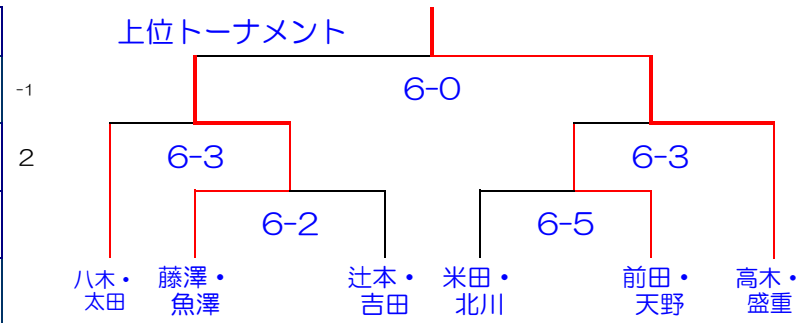 上位トーナメント
-1
6-0
2
6-3
6-3
6-2
6-5
八木・
太田
藤澤・
魚澤
辻本・
吉田
米田・
北川
前田・
天野
高木・
盛重